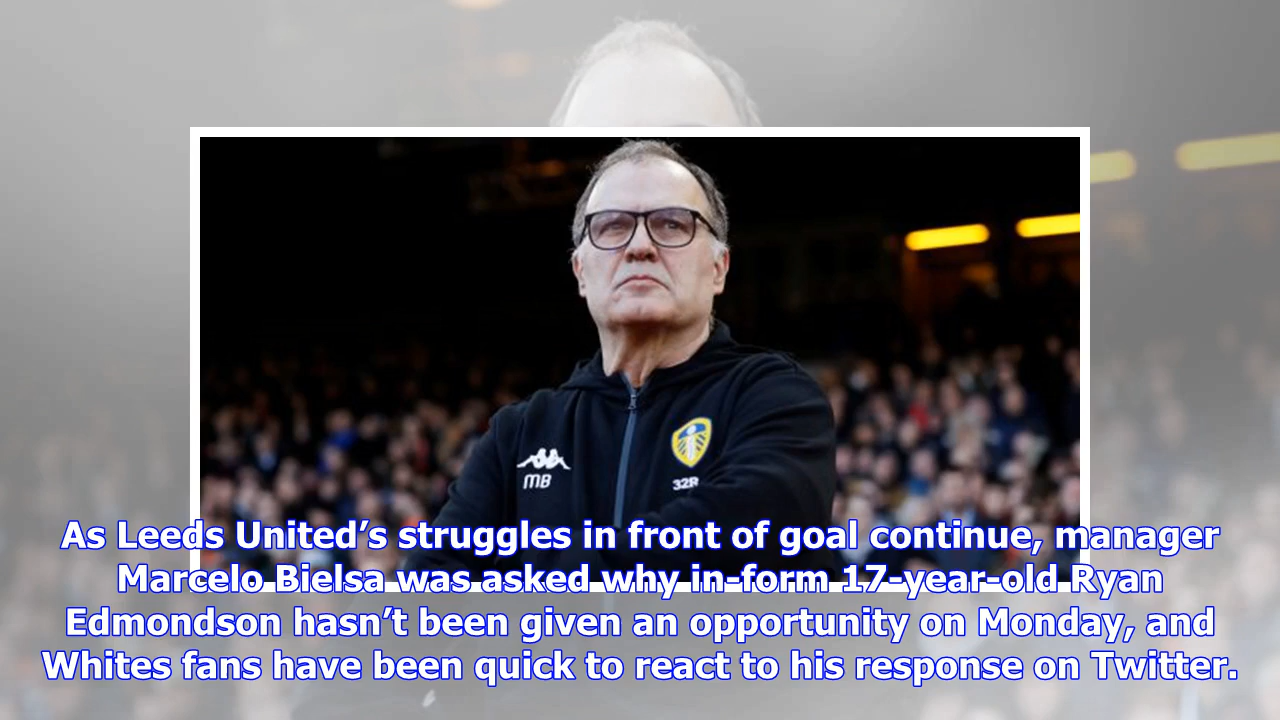 MB
32R
As Leeds United’s struggles in front of goal continue, manager
Marcelo Bielsa was asked why in-form 17-year-old Ryan
Edmondson hasn’t been given an opportunity on Monday, and
Whites fans have been quick to react to his response on Twitter.